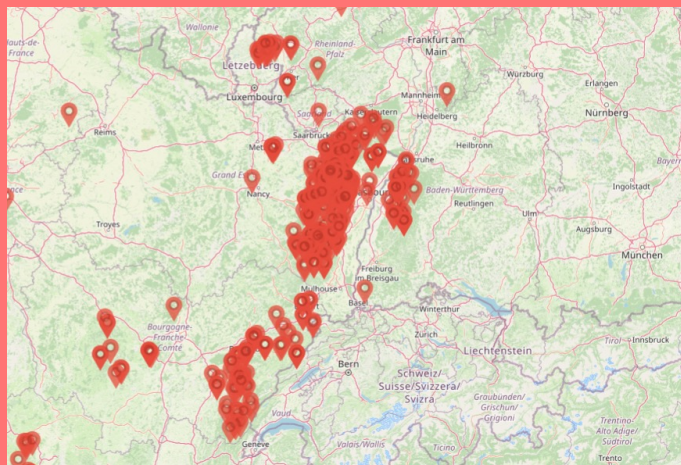 Wallonie
Hauts-de-
France
Rheinland-
Pfalz
Frankfurt am
Main
Lëtzebuerg
Luxembourg
Würzburg
Erlangen
Mannheim
Nürnberg
Reims
Heidelberg
Saarbrücken
Metz
Heilbronn
Grand Est
Nancy
Baden-Württemberg
Ingolstadt
Reutlingen
Troyes
Ulm
Augsburg
München
Freiburg
im Breisgau
Mulhouse
Basel
Winterthur
Bourgogne-
Franche
Comté
Zürich
Liechtenstein
Tirol
Innsbruck
Bern
Schweiz/
Suisse/Svizzera/
Svizra
Graubünden/
Grischun/
Grigioni
Vaud
Genève
Valais/Wallis
Ticino
Trentino-
Alto Adige/
Südtirol
Trento